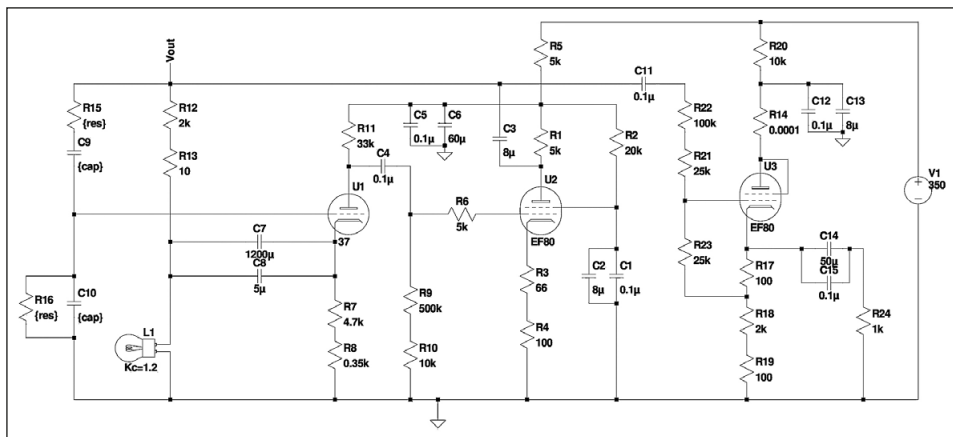 Vout
R15
{res}
C9
{cap}
R16
{res}
C10
{cap}
R12
2k
R13
10
C7
1200µ
C8
5µ
L1
Kc=1.2
R11
33k
U1
37
R7
4.7k
R8
0.35k
C4
0.1µ
C5
0.1µ
C6
60µ
R9
500k
R10
10k
R6
5k
C3
8µ
R5
5k
R1
5k
U2
EF80
R3
66
R4
100
R2
20k
C2
8µ
C1
0.1µ
C11
0.1µ
R22
100k
R21
25k
R23
25k
R20
10k
R14
0.0001
C12
0.1µ
C13
8µ
U3
EF80
R17
100
R18
2k
R19
100
C14
50µ
C15
0.1µ
R24
1k
V1
350